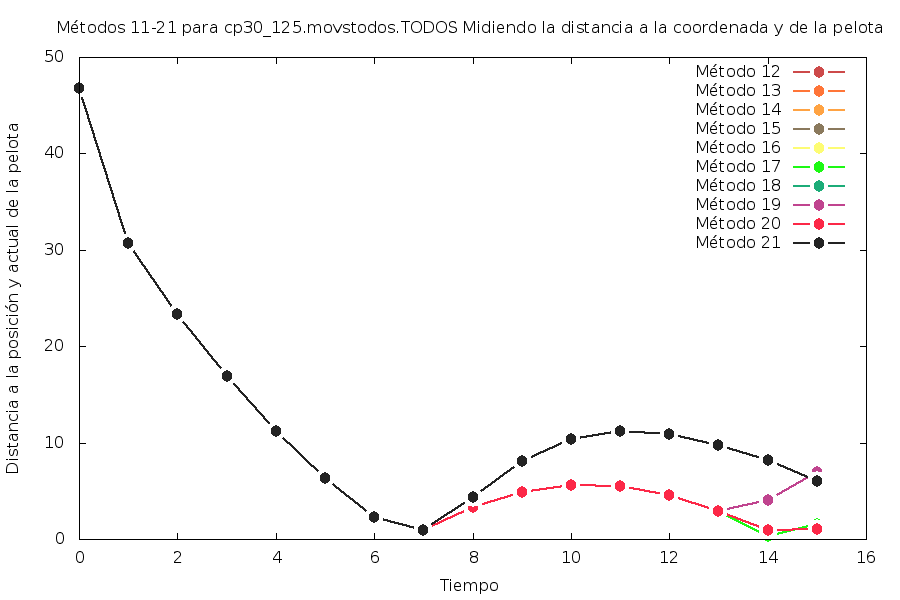 Métodos 11-21 para cp30_125.movstodos.TODOS Midiendo la distancia a la coordenada y de la pelota
Distancia a la posición y actual de la pelota
50
40
30
20
10
0
Método 12
Método 13
Método 14
Método 15
Método 16
Método 17
Método 18
Método 19
Método 20
Método 21
0 2 4 6 8 10 12 14 16
Tiempo